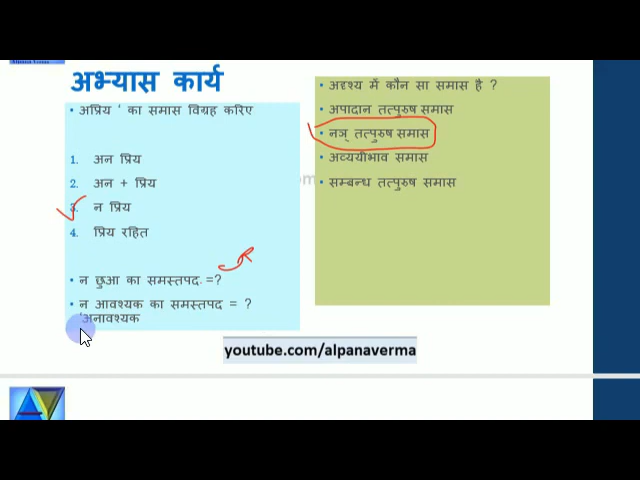 अभ्यास कार्य
• अप्रिय ' का समास विग्रह करिए
1. अन प्रिय
2. अन + प्रिय
3. न प्रिय
4. प्रिय रहित
• न छुआ का समस्तपद =?
• न आवश्यक का समस्तपद = ?
'अनावश्यक
• अदृश्य में कौन सा समास है ?
• अपादान तत्पुरुष समास
• नञ् तत्पुरुष समास
• अव्ययीभाव समास
• सम्बन्ध तत्पुरुष समास
youtube.com/alpanaverma